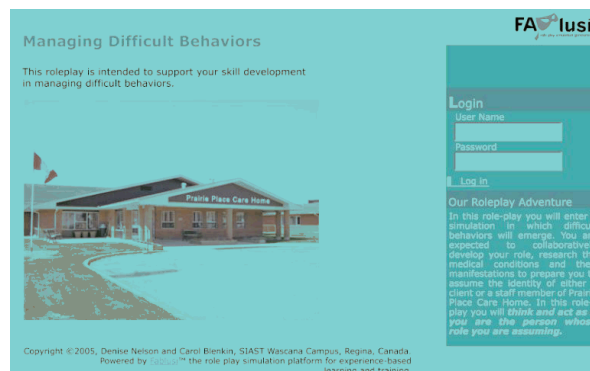 Managing Difficult Behaviors
This roleplay is intended to support your skill development
in managing difficult behaviors.
Prairie Place Care Home
Copyright ©2005, Denise Nelson and Carol Blenkin, SIAST Wascana Campus, Regina, Canada.
Powered by Fablusi™ the role play simulation platform for experience-based
learning and training.
Login
User Name
Password
Log in
Our Roleplay Adventure
In this role-play you will enter
simulation in which difficu
behaviors will emerge. You a
expected to collaborative
develop your role, research th
medical conditions and the
manifestations to prepare you t
assume the identity of either
client or a staff member of Prair
Place Care Home. In this role
play you will think and act as
you are the person whos
role you are assuming.